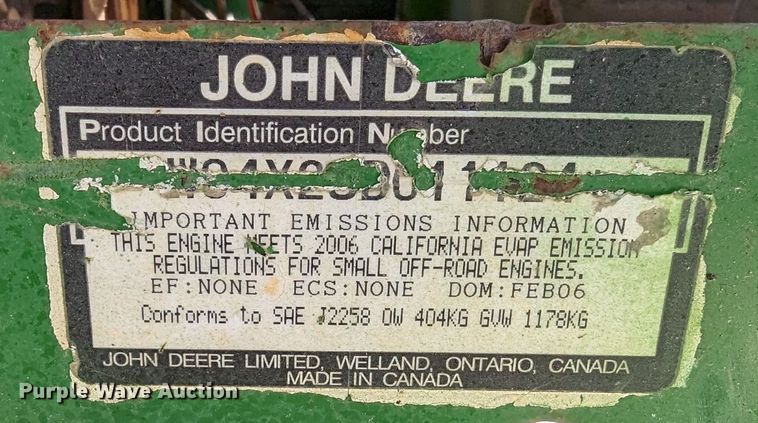 JOHN DEERE
Product Identification Number
IMPORTANT EMISSIONS INFORMATION
THIS ENGINE MEETS 2006 CALIFORNIA EVAP EMISSION
REGULATIONS FOR SMALL OFF-ROAD ENGINES.
EF:NONE ECS:NONE DOM:FEB06
Conforms to SAE J2258 OW 404KG GVW 1178KG
JOHN DEERE LIMITED, WELLAND, ONTARIO, CANADA
MADE IN CANADA
Purple Wave Auction